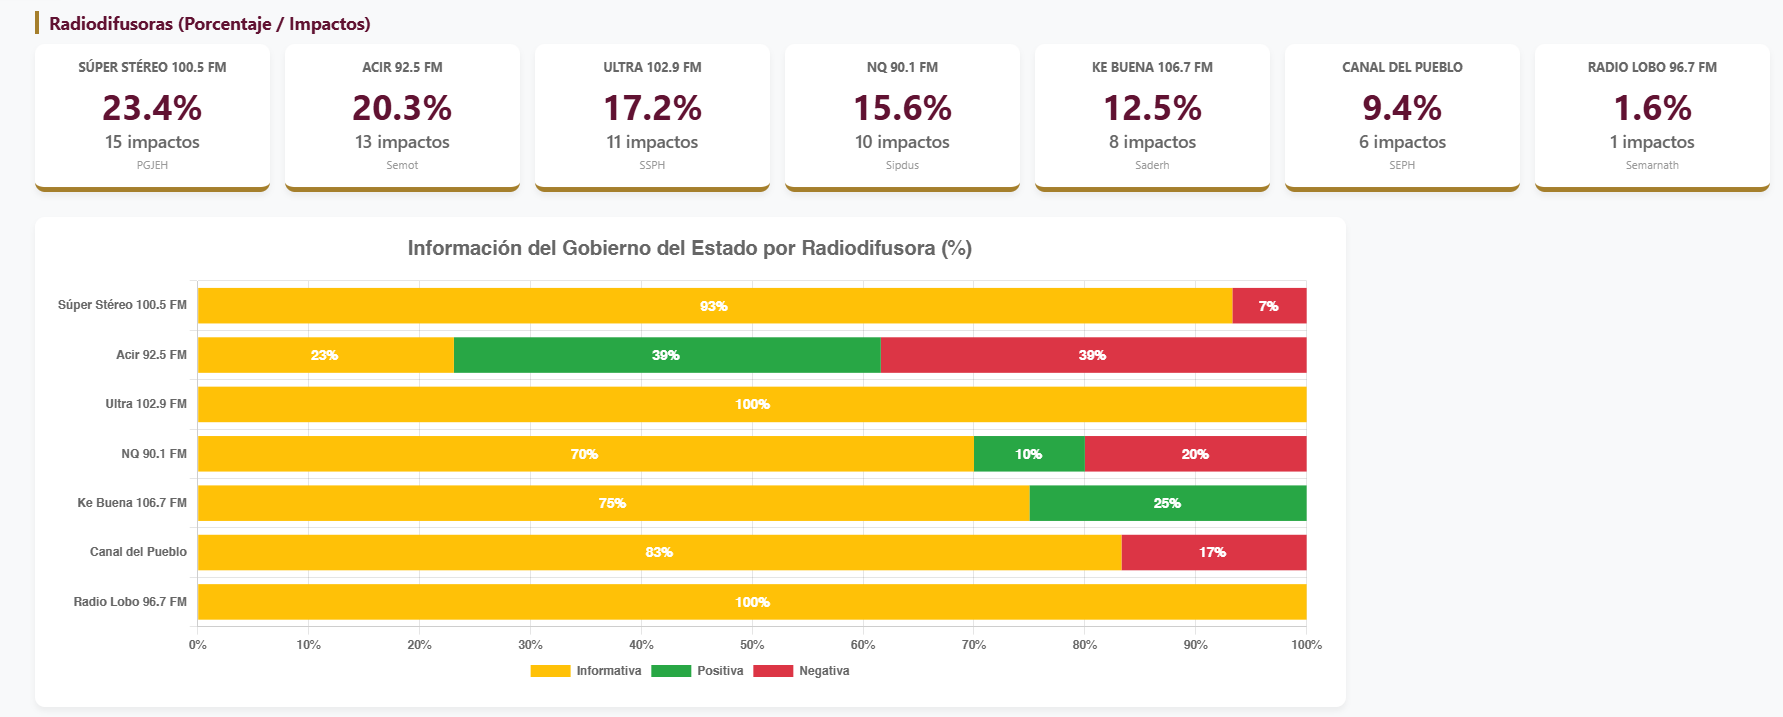 Radiodifusoras (Porcentaje / Impactos)
SÚPER STÉREO 100.5 FM
23.4%
15 impactos
PGJEH
ACIR 92.5 FM
20.3%
13 impactos
Semot
ULTRA 102.9 FM
17.2%
11 impactos
SSPH
NQ 90.1 FM
15.6%
10 impactos
Sipdus
KE BUENA 106.7 FM
12.5%
8 impactos
Saderh
CANAL DEL PUEBLO
9.4%
6 impactos
SEPH
RADIO LOBO 96.7 FM
1.6%
1 impactos
Semarnath
Información del Gobierno del Estado por Radiodifusora (%)
Súper Stéreo 100.5 FM 93% 7%
Acir 92.5 FM 23% 39% 39%
Ultra 102.9 FM 100%
NQ 90.1 FM 70% 10% 20%
Ke Buena 106.7 FM 75% 25%
Canal del Pueblo 83% 17%
Radio Lobo 96.7 FM 100%
0% 10% 20% 30% 40% 50% 60% 70% 80% 90% 100%
Informativa Positiva Negativa